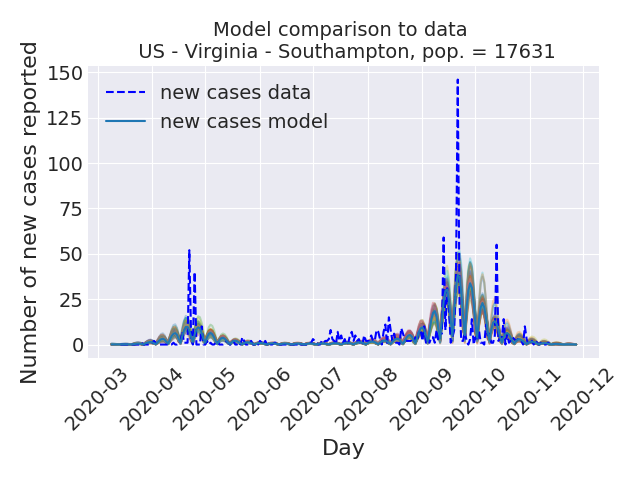 Model comparison to data
US - Virginia - Southampton, pop. = 17631
Number of new cases reported
150
125
100
75
50
25
0
new cases data
new cases model
2020-03
2020-04
2020-05
2020-06
2020-07
2020-08
2020-09
2020-10
2020-11
2020-12
Day